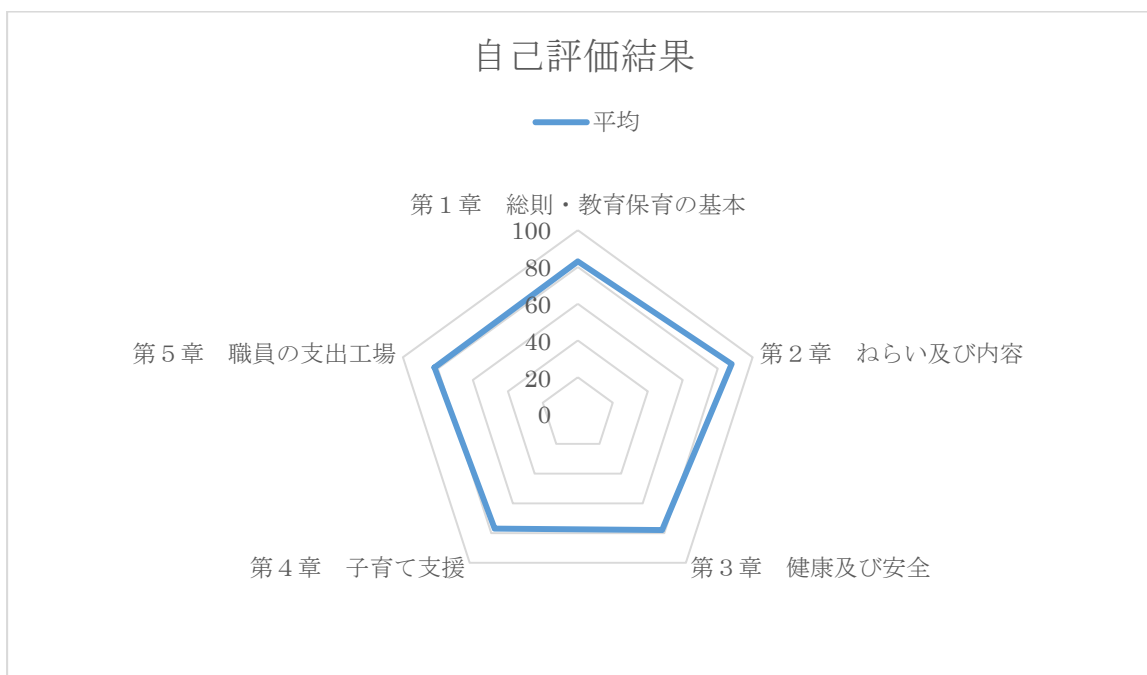 自己評価結果
平均
第１章　総則・教育保育の基本
100
80
60
40
20
0
第２章　ねらい及び内容
第３章　健康及び安全
第４章　子育て支援
第５章　職員の支出工場